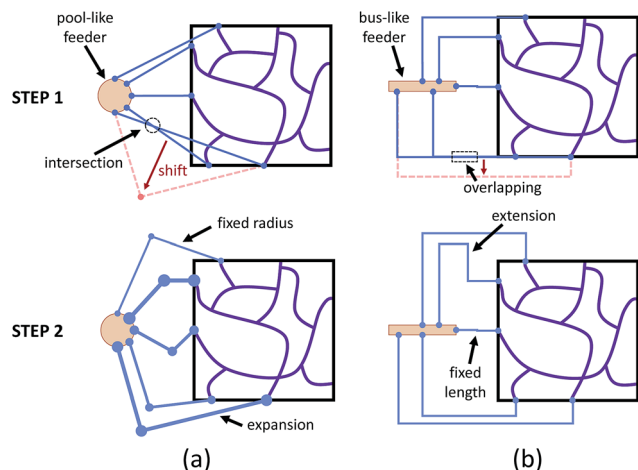 pool-like
feeder
STEP 1
intersection
shift
bus-like
feeder
overlapping
fixed radius
STEP 2
expansion
extension
fixed
length
(a)
(b)